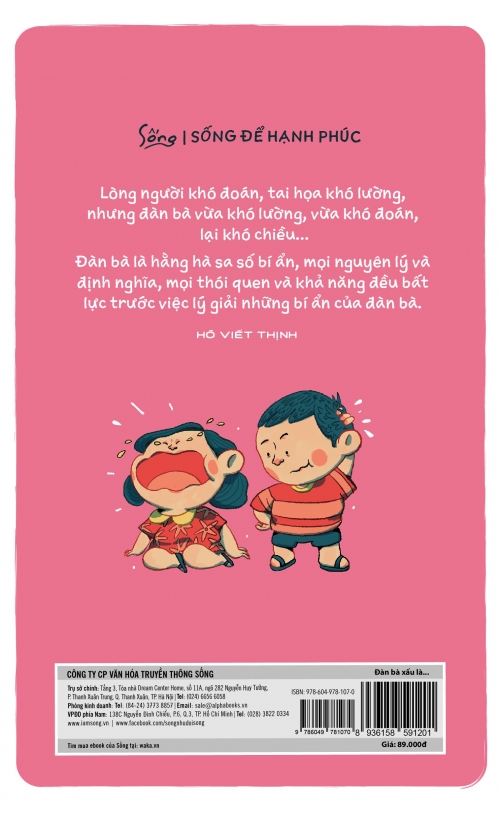 Sống | SỐNG ĐỂ HẠNH PHÚC
Lòng người khó đoán, tai họa khó lường,
nhưng đàn bà vừa khó lường, vừa khó đoán,
lại khó chiều...
Đàn bà là hằng hà sa số bí ẩn, mọi nguyên lý và
định nghĩa, mọi thói quen và khả năng đều bất
lực trước việc lý giải những bí ẩn của đàn bà.
HỒ VIẾT THỊNH
CÔNG TY CP VĂN HÓA TRUYỀN THÔNG SỐNG
Trụ sở chính: Tầng 3, Tòa nhà Dream Center Home, số 11A, ngõ 282 Nguyễn Huy Tưởng,
P. Thanh Xuân Trung, Q. Thanh Xuân, TP. Hà Nội | Tel: (024) 6656 6058
Phòng kinh doanh: Tel: (84-24) 3773 8857 | Email: sale@alphabooks.vn
VPĐD phía Nam: 138C Nguyễn Đình Chiểu, P.6, Q.3, TP. Hồ Chí Minh | Tel: (028) 3822 0334
www.iamsong.vn | www.facebook.com/songnhuduisong
Tìm mua ebook của Sống tại: waka.vn
Đàn bà xấu là...
ISBN: 978-604-978-107-0
9 786049 781070
8 936158 591201
Giá: 89.000đ